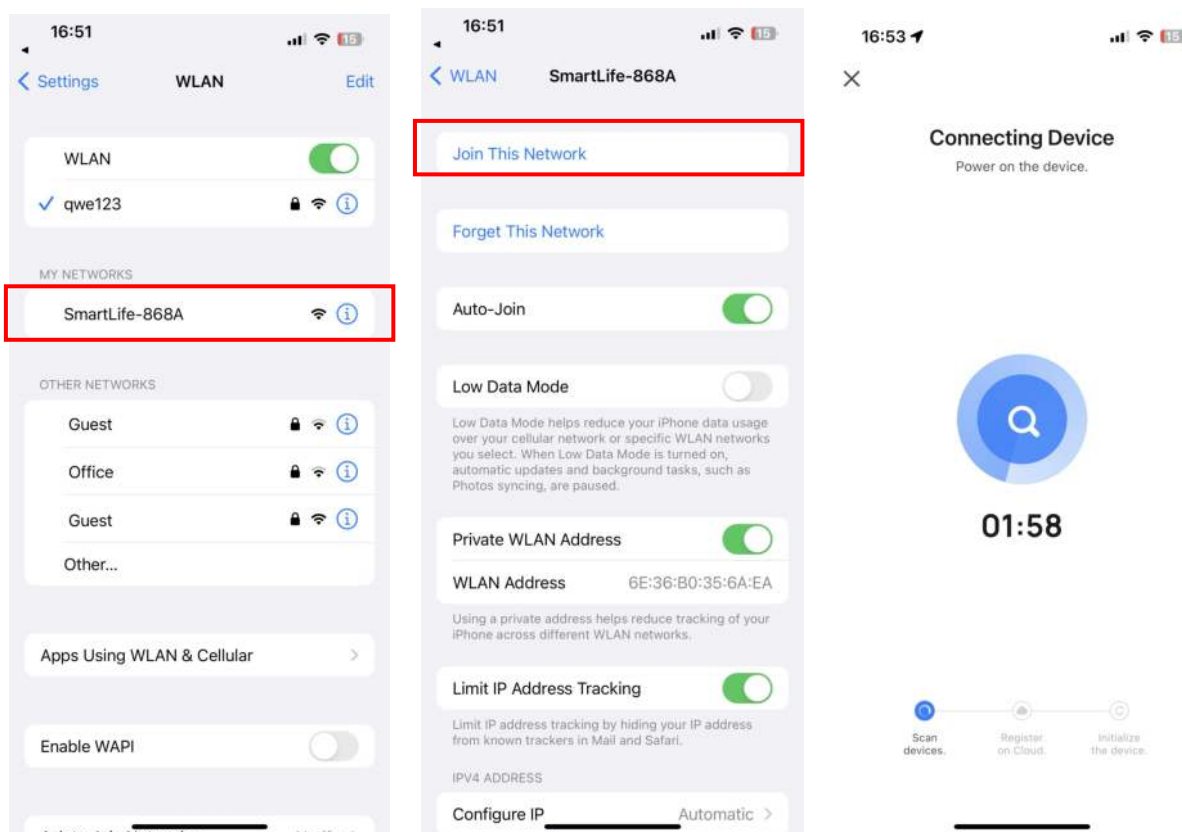 16:51
15
Settings
WLAN
Edit
WLAN
qwe123
MY NETWORKS
SmartLife-868A
OTHER NETWORKS
Guest
Office
Guest
Other...
Apps Using WLAN & Cellular
Enable WAPI
16:51
15
WLAN
SmartLife-868A
Join This Network
Forget This Network
Auto-Join
Low Data Mode
Low Data Mode helps reduce your iPhone data usage
over your cellular network or specific WLAN networks
you select. When Low Data Mode is turned on,
automatic updates and background tasks, such as
Photos syncing, are paused.
Private WLAN Address
WLAN Address 6E:36:B0:35:6A:EA
Using a private address helps reduce tracking of your
iPhone across different WLAN networks.
Limit IP Address Tracking
Limit IP address tracking by hiding your IP address
from known trackers in Mail and Safari.
IPV4 ADDRESS
Configure IP Automatic
16:53
15
Connecting Device
Power on the device.
01:58
Scan
devices.
Register
on Cloud.
Initialize
the device.